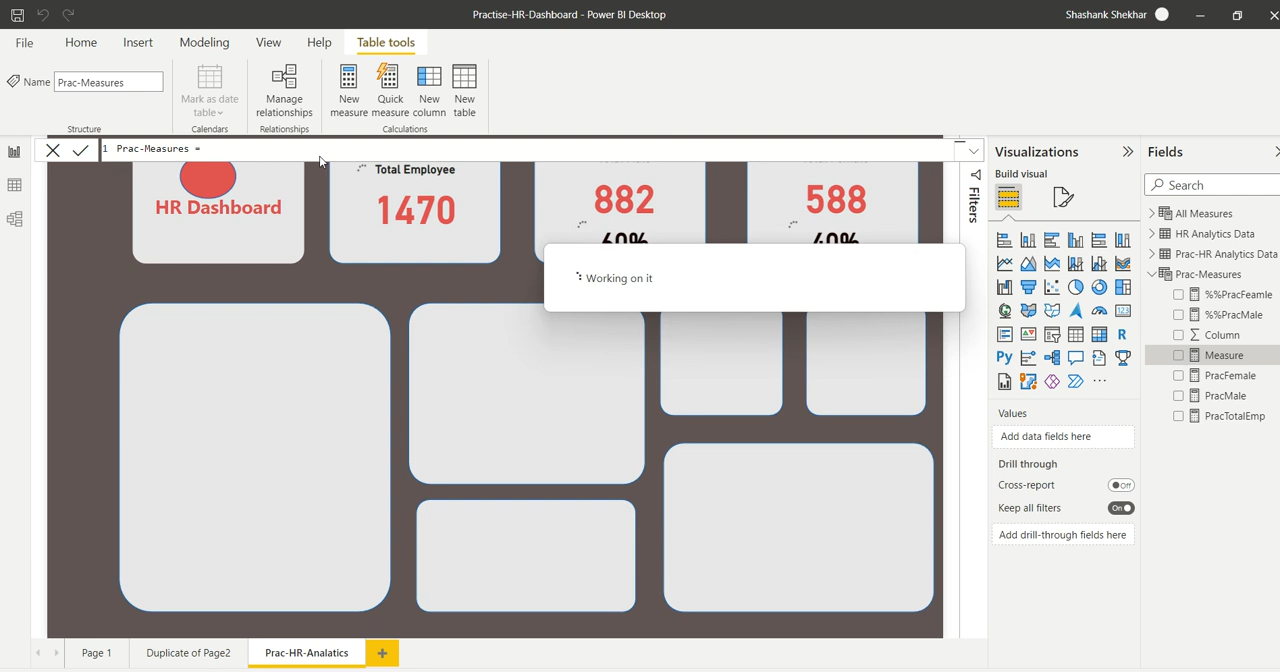 Practise-HR-Dashboard - Power BI Desktop
Shashank Shekhar
File
Home
Insert
Modeling
View
Help
Table tools
Name
Prac-Measures
Mark as date
table
Manage
relationships
New
measure
Quick
measure
New
column
New
table
Structure
Calendars
Relationships
Calculations
1 Prac-Measures =
HR Dashboard
Total Employee
1470
882
60%
588
40%
Working on it
Filters
Visualizations
Build visual
R
Py
123
Values
Add data fields here
Drill through
Cross-report
Off
Keep all filters
On
Add drill-through fields here
Fields
Search
All Measures
HR Analytics Data
Prac-HR Analytics Data
Prac-Measures
%%PracFeamle
%%PracMale
Column
Measure
PracFemale
PracMale
PracTotalEmp
Page 1
Duplicate of Page2
Prac-HR-Analatics